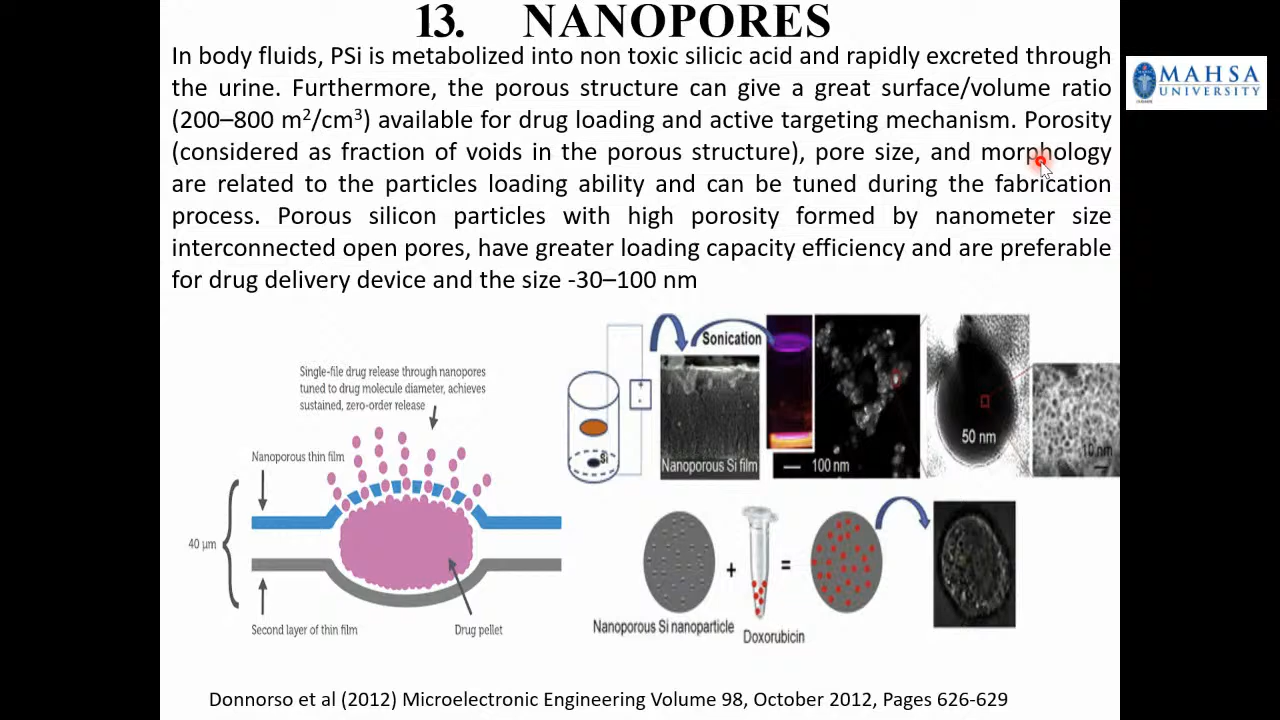 13. NANOPORES
In body fluids, PSi is metabolized into non toxic silicic acid and rapidly excreted through
the urine. Furthermore, the porous structure can give a great surface/volume ratio
(200–800 m²/cm³) available for drug loading and active targeting mechanism. Porosity
(considered as fraction of voids in the porous structure), pore size, and morphology
are related to the particles loading ability and can be tuned during the fabrication
process. Porous silicon particles with high porosity formed by nanometer size
interconnected open pores, have greater loading capacity efficiency and are preferable
for drug delivery device and the size -30–100 nm
MAHSA
UNIVERSITY
Single-file drug release through nanopores
tuned to drug molecule diameter, achieves
sustained, zero-order release
Nanoporous thin film
40 µm
Second layer of thin film
Drug pellet
Sonication
Si
Nanoporous Si film
100 nm
50 nm
10 nm
+
=
Nanoporous Si nanoparticle
Doxorubicin
Donnorso et al (2012) Microelectronic Engineering Volume 98, October 2012, Pages 626-629